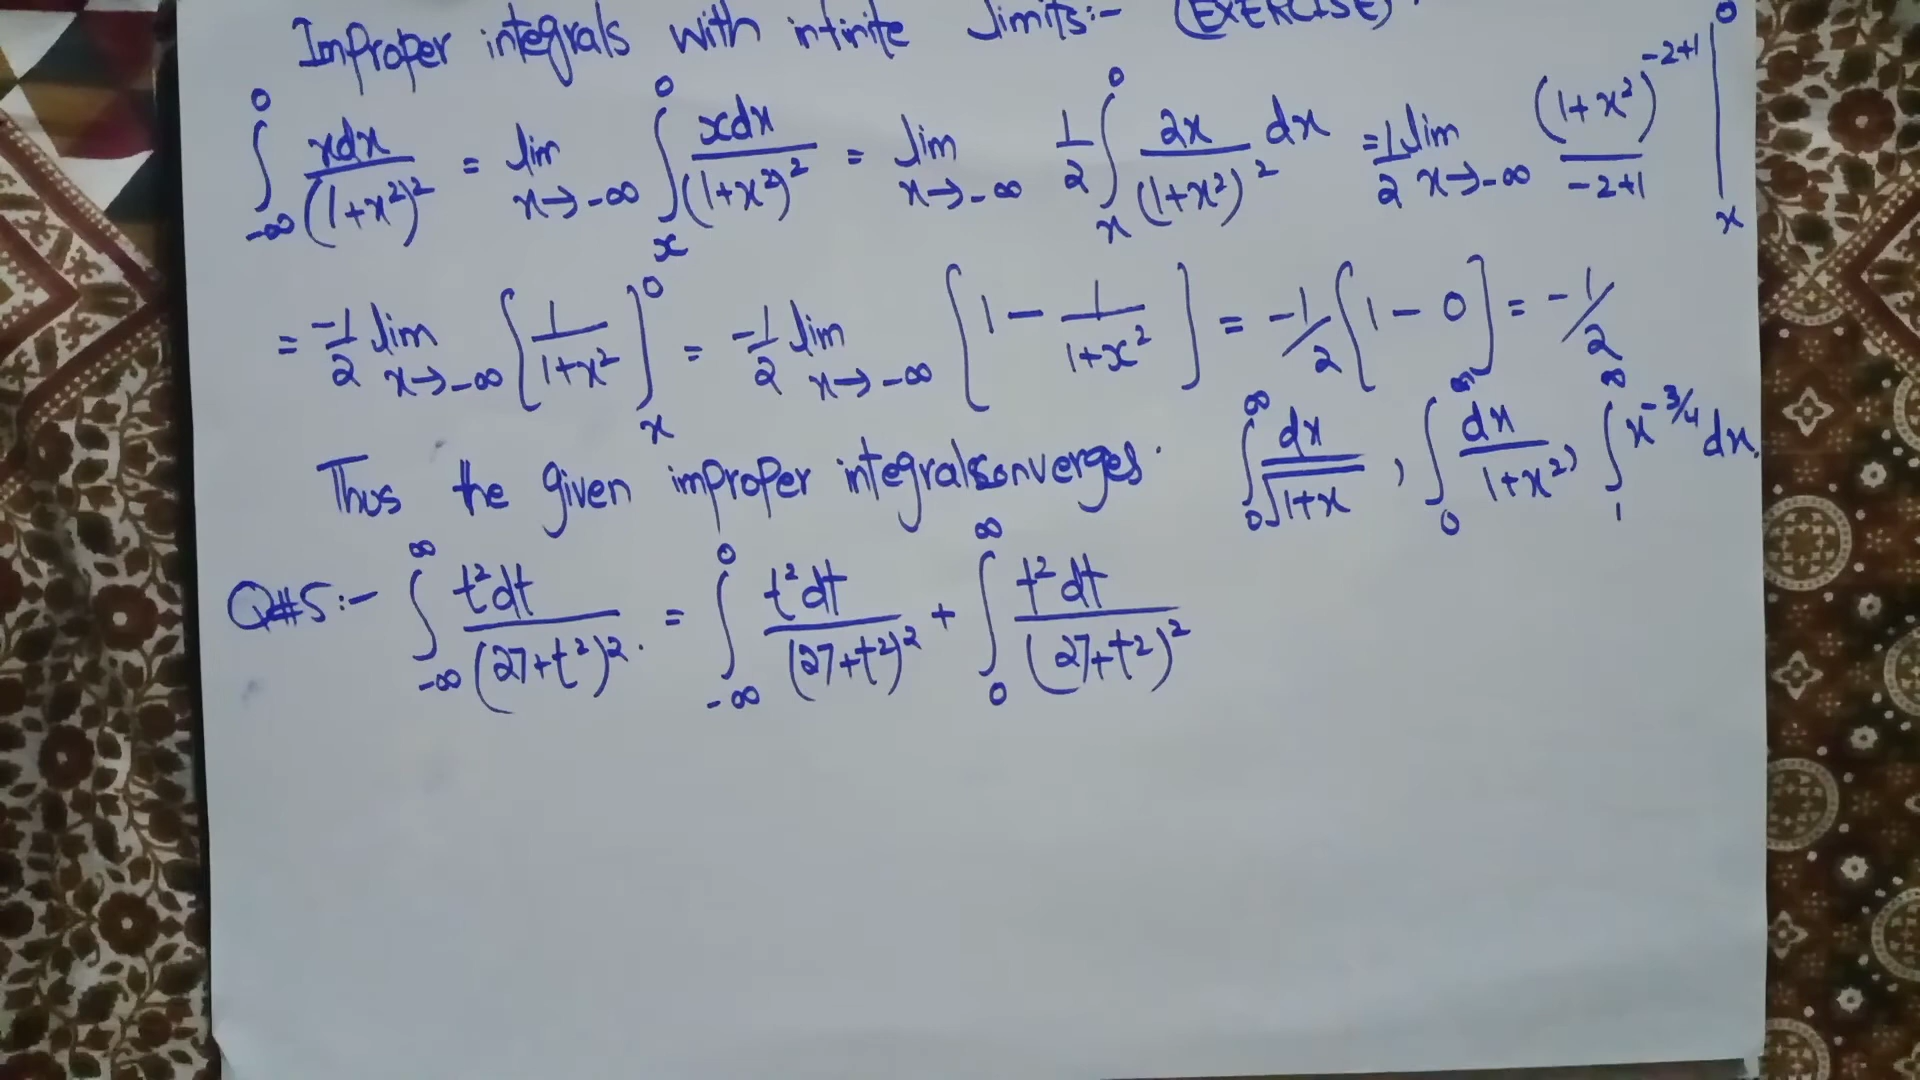 Improper integrals with infinite limits:- (EXERCISE)
∫_{-∞}^{0} xdx/(1+x²)² = lim_{x→-∞} ∫_{x}^{0} xdx/(1+x²)² = lim_{x→-∞} 1/2 ∫_{x}^{0} 2x/(1+x²)² dx = 1/2 lim_{x→-∞} (1+x²)^{-2+1}/(-2+1) |_{x}^{0}
= -1/2 lim_{x→-∞} [1/(1+x²)]_{x}^{0} = -1/2 lim_{x→-∞} [1 - 1/(1+x²)] = -1/2 [1 - 0] = -1/2
Thus the given improper integrals converges. ∫_{0}^{∞} dx/√(1+x), ∫_{0}^{∞} dx/(1+x²), ∫_{1}^{∞} x^{-3/4} dx.
Q#5:- ∫_{-∞}^{∞} t²dt/(27+t²)². = ∫_{-∞}^{0} t²dt/(27+t²)² + ∫_{0}^{∞} t²dt/(27+t²)²